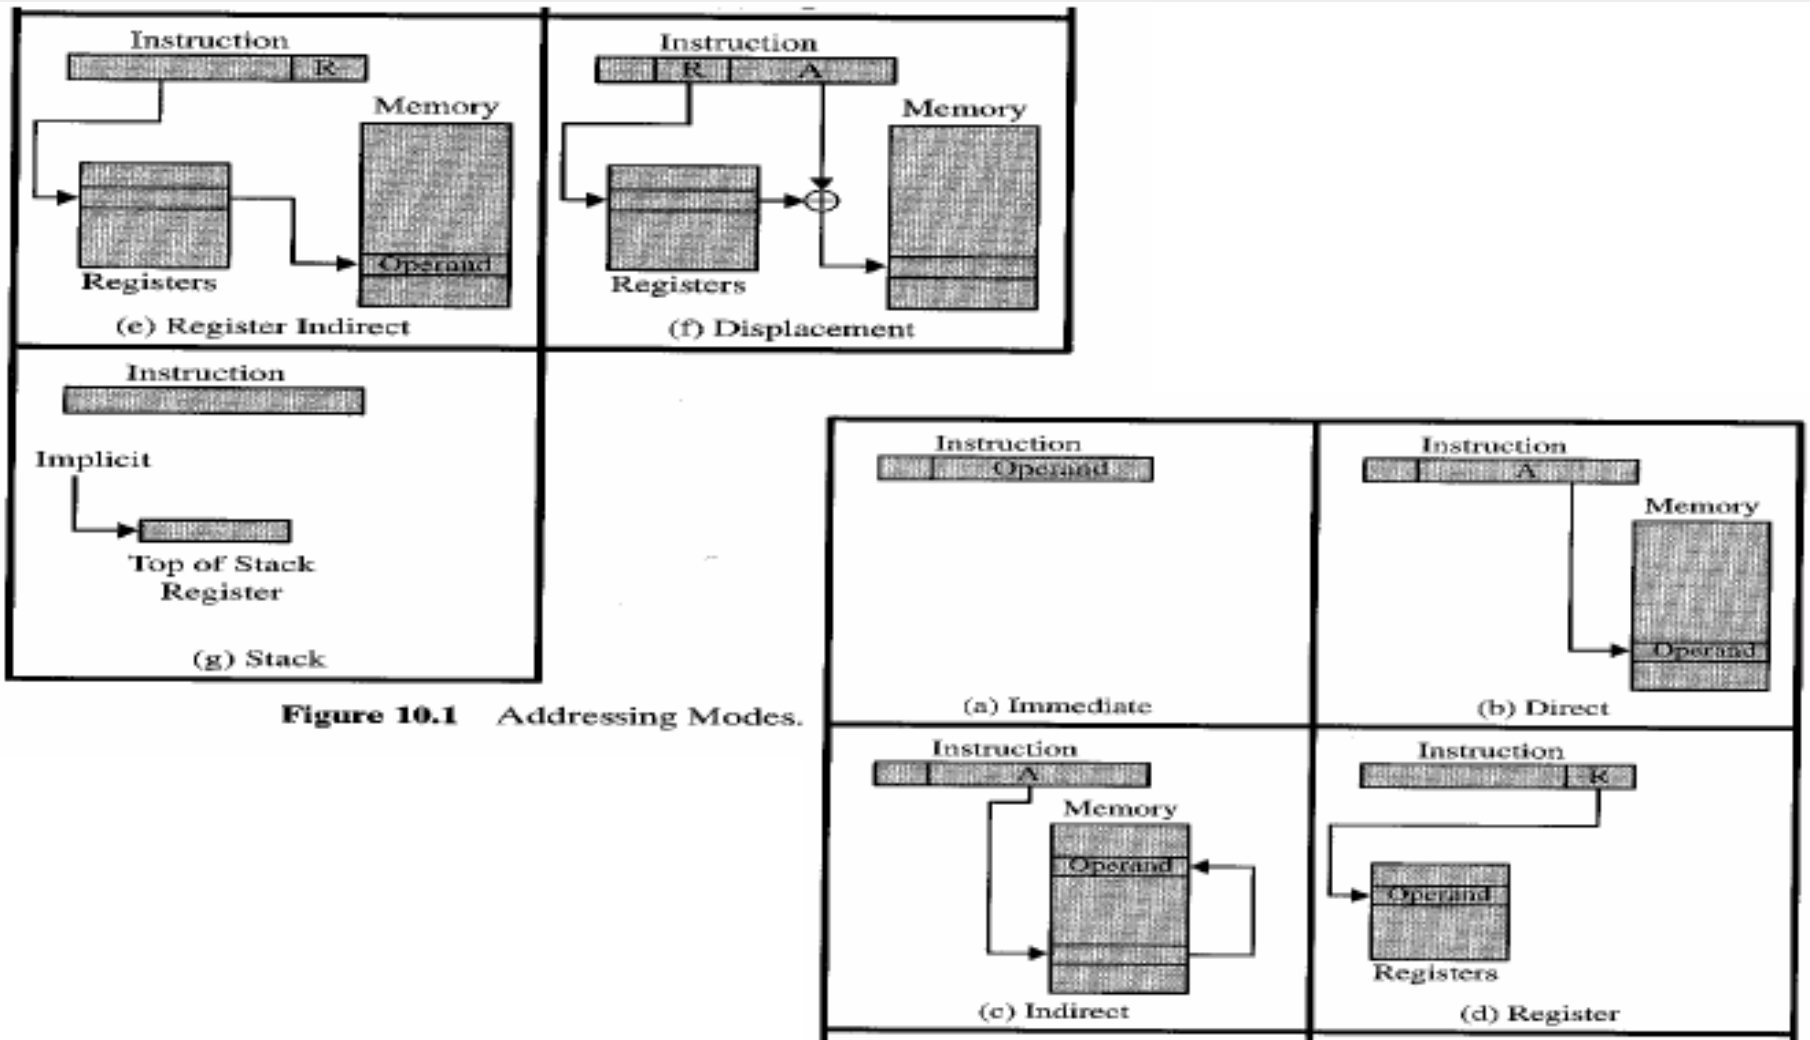 Instruction
R
Memory
Operand
Registers
(e) Register Indirect
Instruction
R
A
Memory
Registers
(f) Displacement
Instruction
Implicit
Top of Stack
Register
(g) Stack
Figure 10.1 Addressing Modes.
Instruction
Operand
(a) Immediate
Instruction
A
Memory
Operand
(b) Direct
Instruction
A
Memory
Operand
(c) Indirect
Instruction
R
Operand
Registers
(d) Register